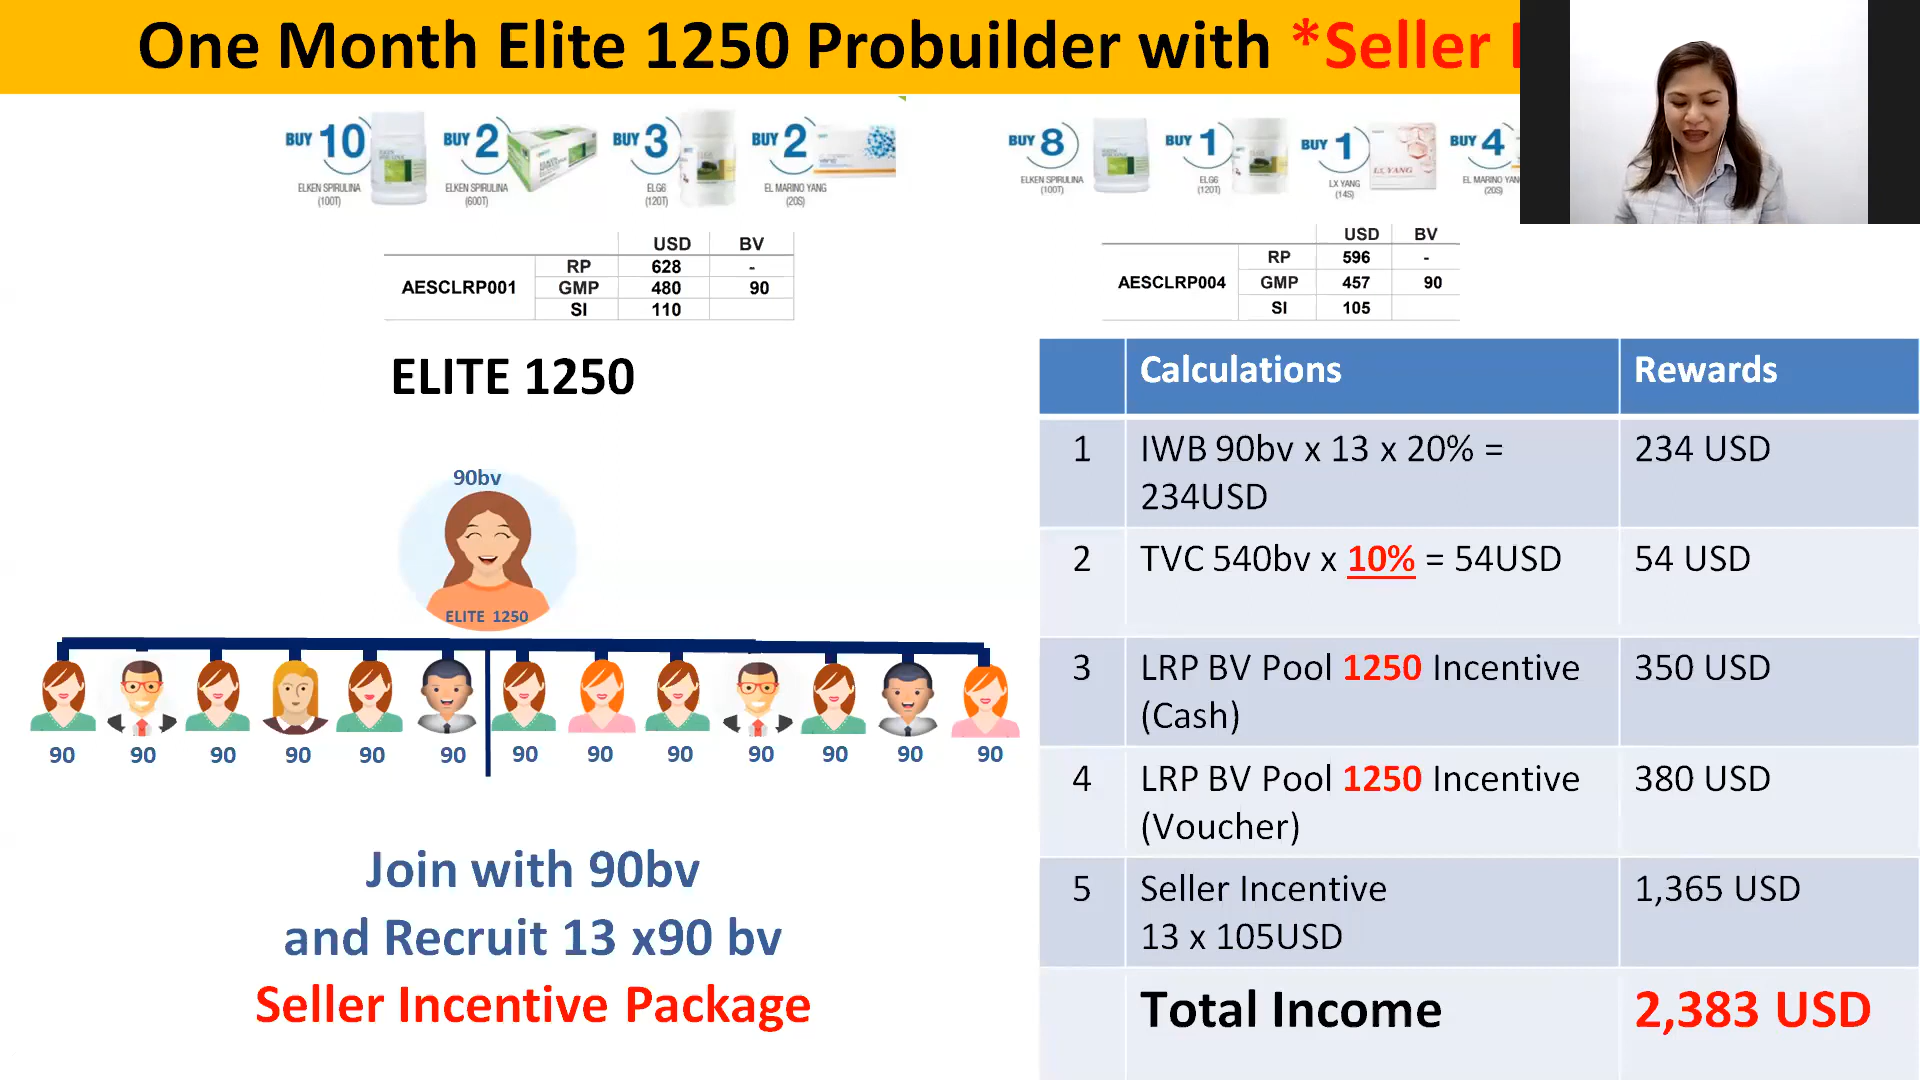 One Month Elite 1250 Probuilder with *Seller
BUY 10
ELKEN SPIRULINA
(100T)
BUY 2
ELKEN SPIRULINA
(600T)
BUY 3
ELG6
(120T)
BUY 2
EL MARINO YANG
(20S)
BUY 8
ELKEN SPIRULINA
(100T)
BUY 1
ELG6
(120T)
BUY 1
LX YANG
(14S)
LX YANG
BUY 4
EL MARINO YAN
(20S)
USD BV
RP 628 -
AESCLRP001 GMP 480 90
SI 110
USD BV
RP 596 -
AESCLRP004 GMP 457 90
SI 105
ELITE 1250
90bv
ELITE 1250
90 90 90 90 90 90 90 90 90 90 90 90 90
Join with 90bv
and Recruit 13 x90 bv
Seller Incentive Package
Calculations Rewards
1 IWB 90bv x 13 x 20% = 234 USD
234USD
2 TVC 540bv x 10% = 54USD 54 USD
3 LRP BV Pool 1250 Incentive 350 USD
(Cash)
4 LRP BV Pool 1250 Incentive 380 USD
(Voucher)
5 Seller Incentive 1,365 USD
13 x 105USD
Total Income 2,383 USD